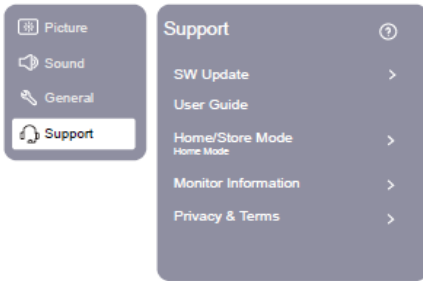 Picture
Sound
General
Support
Support
SW Update
User Guide
Home/Store Mode
Home Mode
Monitor Information
Privacy & Terms